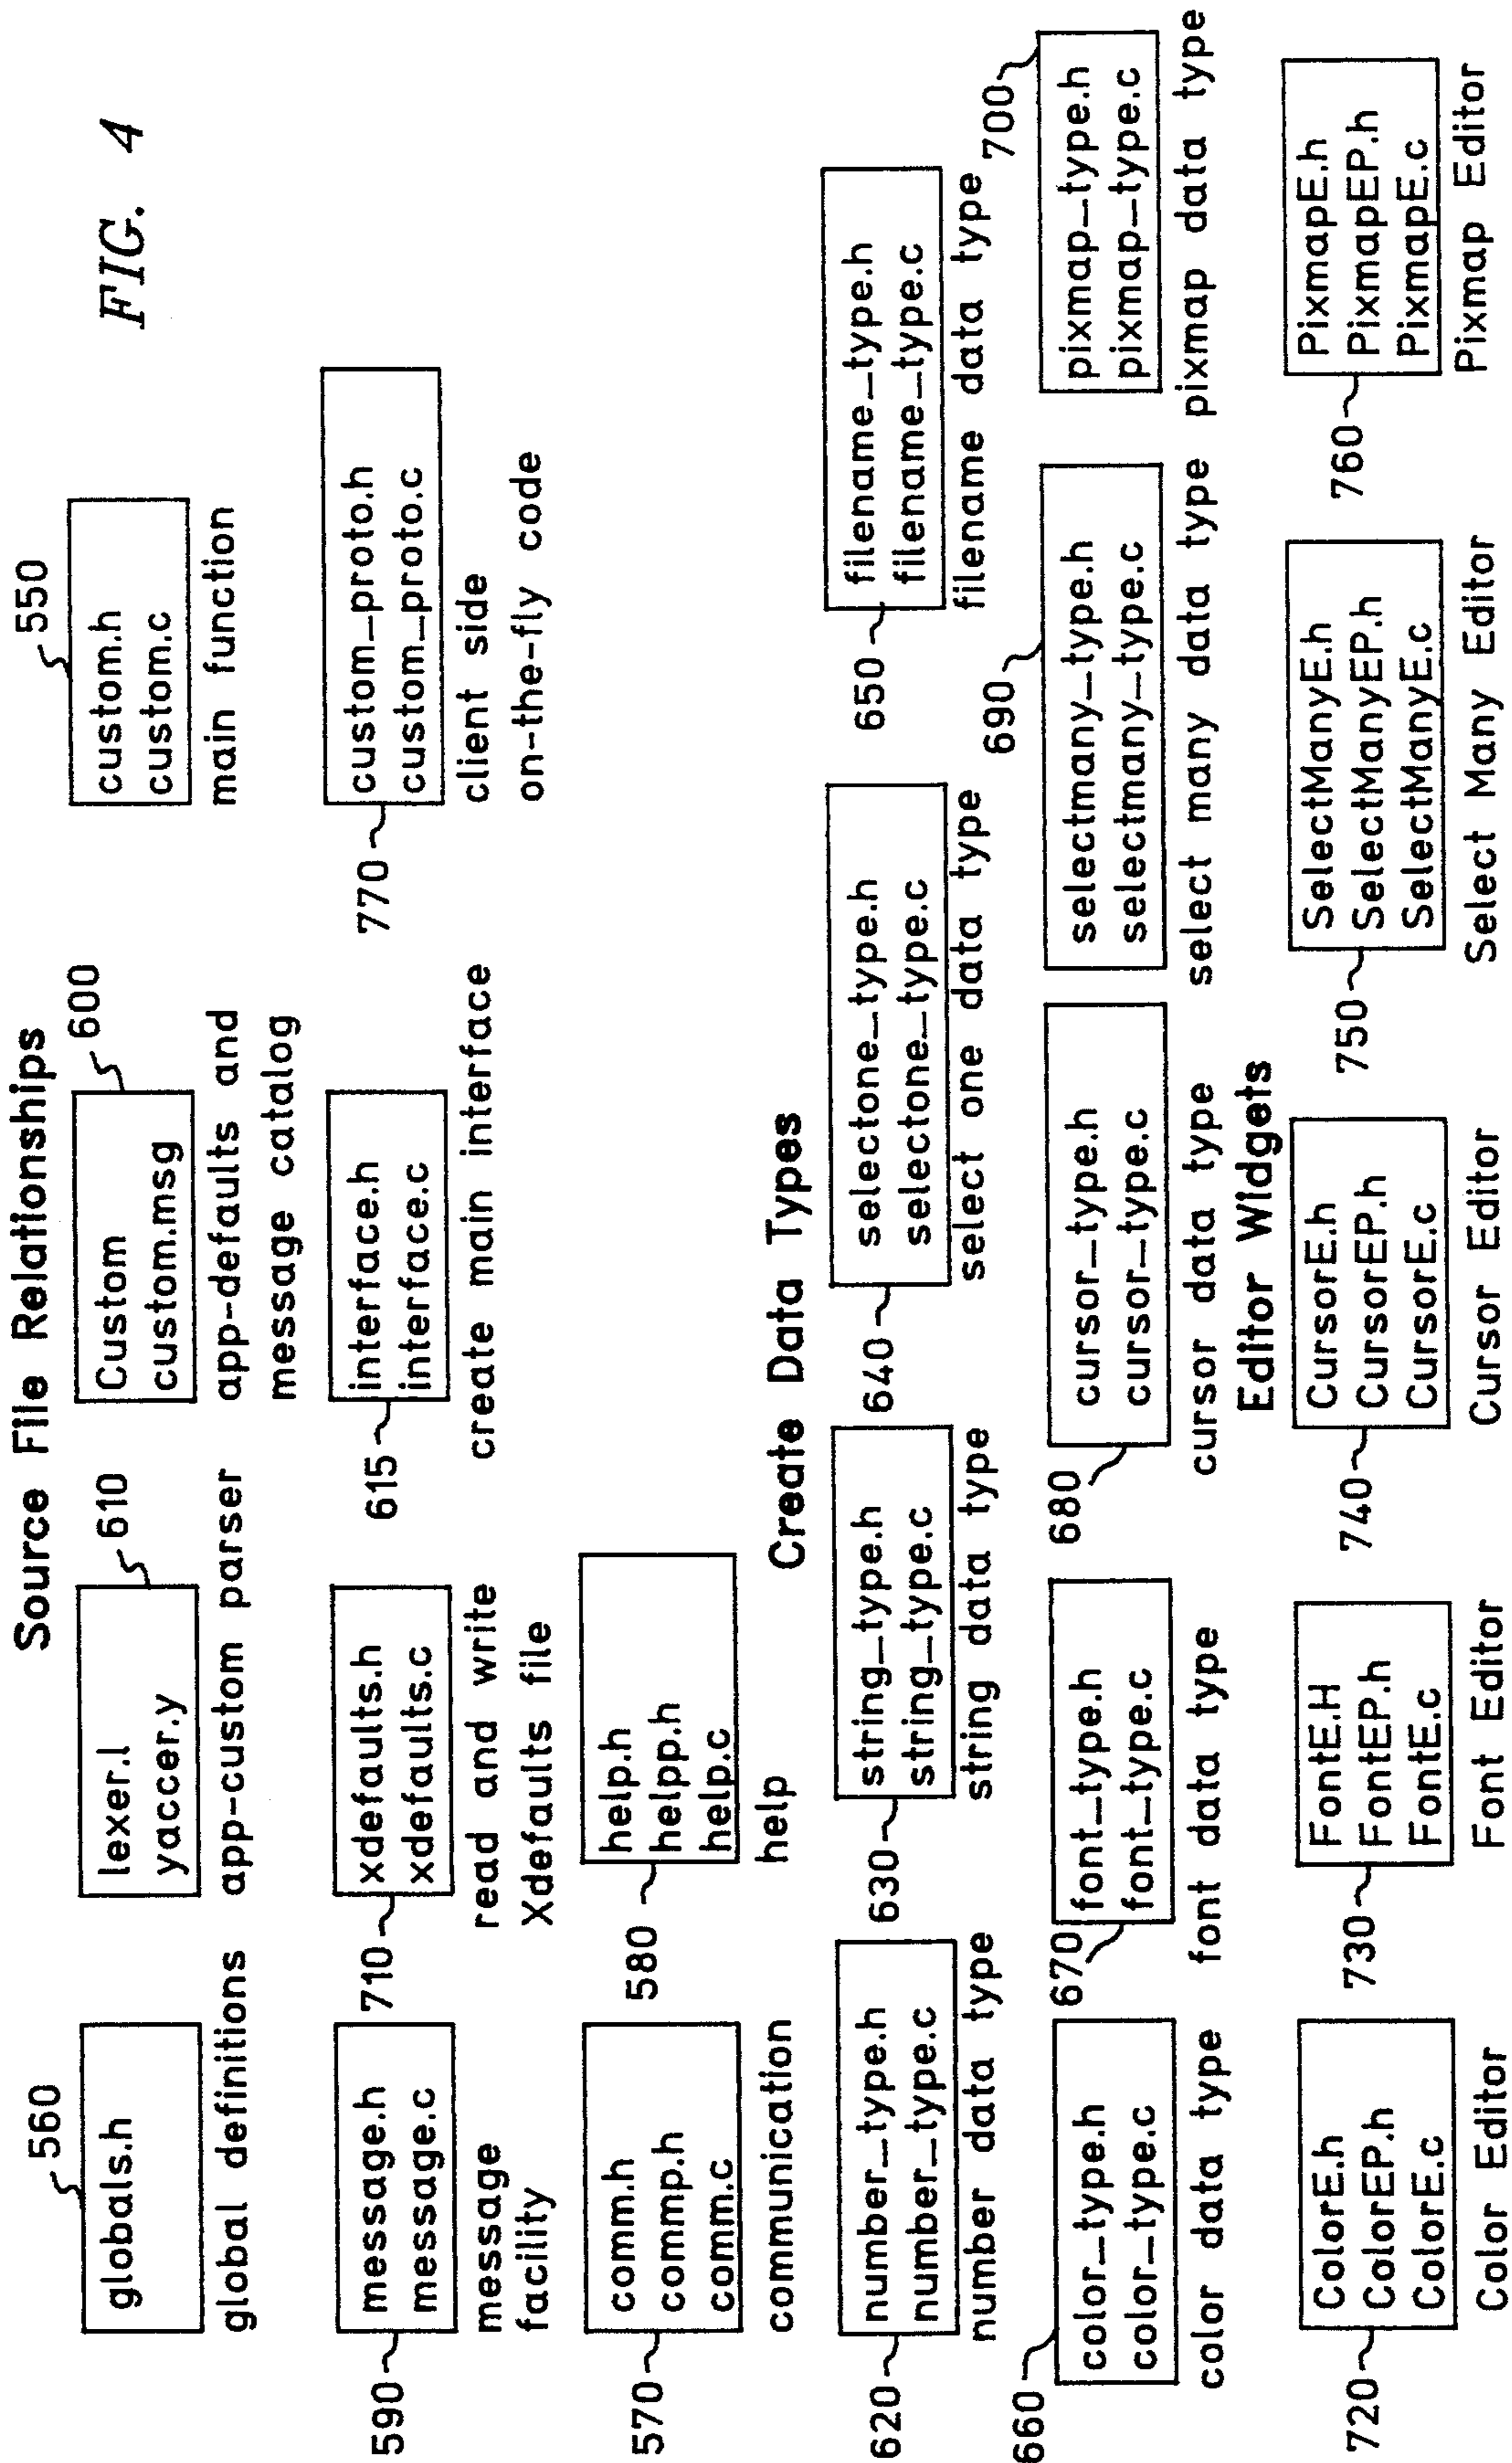 FIG. 4
Source File Relationships
560
globals.h
global definitions
610
lexer.l
yaccer.y
app-custom parser
600
Custom
custom.msg
app-defaults and
message catalog
550
custom.h
custom.c
main function
590
message.h
message.c
message
facility
710
xdefaults.h
xdefaults.c
read and write
Xdefaults file
615
interface.h
interface.c
create main interface
770
custom_proto.h
custom_proto.c
client side
on-the-fly code
570
comm.h
commp.h
comm.c
communication
580
help.h
helpp.h
help.c
help
Create Data Types
620
number_type.h
number_type.c
number data type
630
string_type.h
string_type.c
string data type
640
selectone_type.h
selectone_type.c
select one data type
650
filename_type.h
filename_type.c
filename data type
660
color_type.h
color_type.c
color data type
670
font_type.h
font_type.c
font data type
680
cursor_type.h
cursor_type.c
cursor data type
690
selectmany_type.h
selectmany_type.c
select many data type
700
pixmap_type.h
pixmap_type.c
pixmap data type
Editor Widgets
720
ColorE.h
ColorEP.h
ColorE.c
Color Editor
730
FontE.H
FontEP.h
FontE.c
Font Editor
740
CursorE.h
CursorEP.h
CursorE.c
Cursor Editor
750
SelectManyE.h
SelectManyEP.h
SelectManyE.c
Select Many Editor
760
PixmapE.h
PixmapEP.h
PixmapE.c
Pixmap Editor